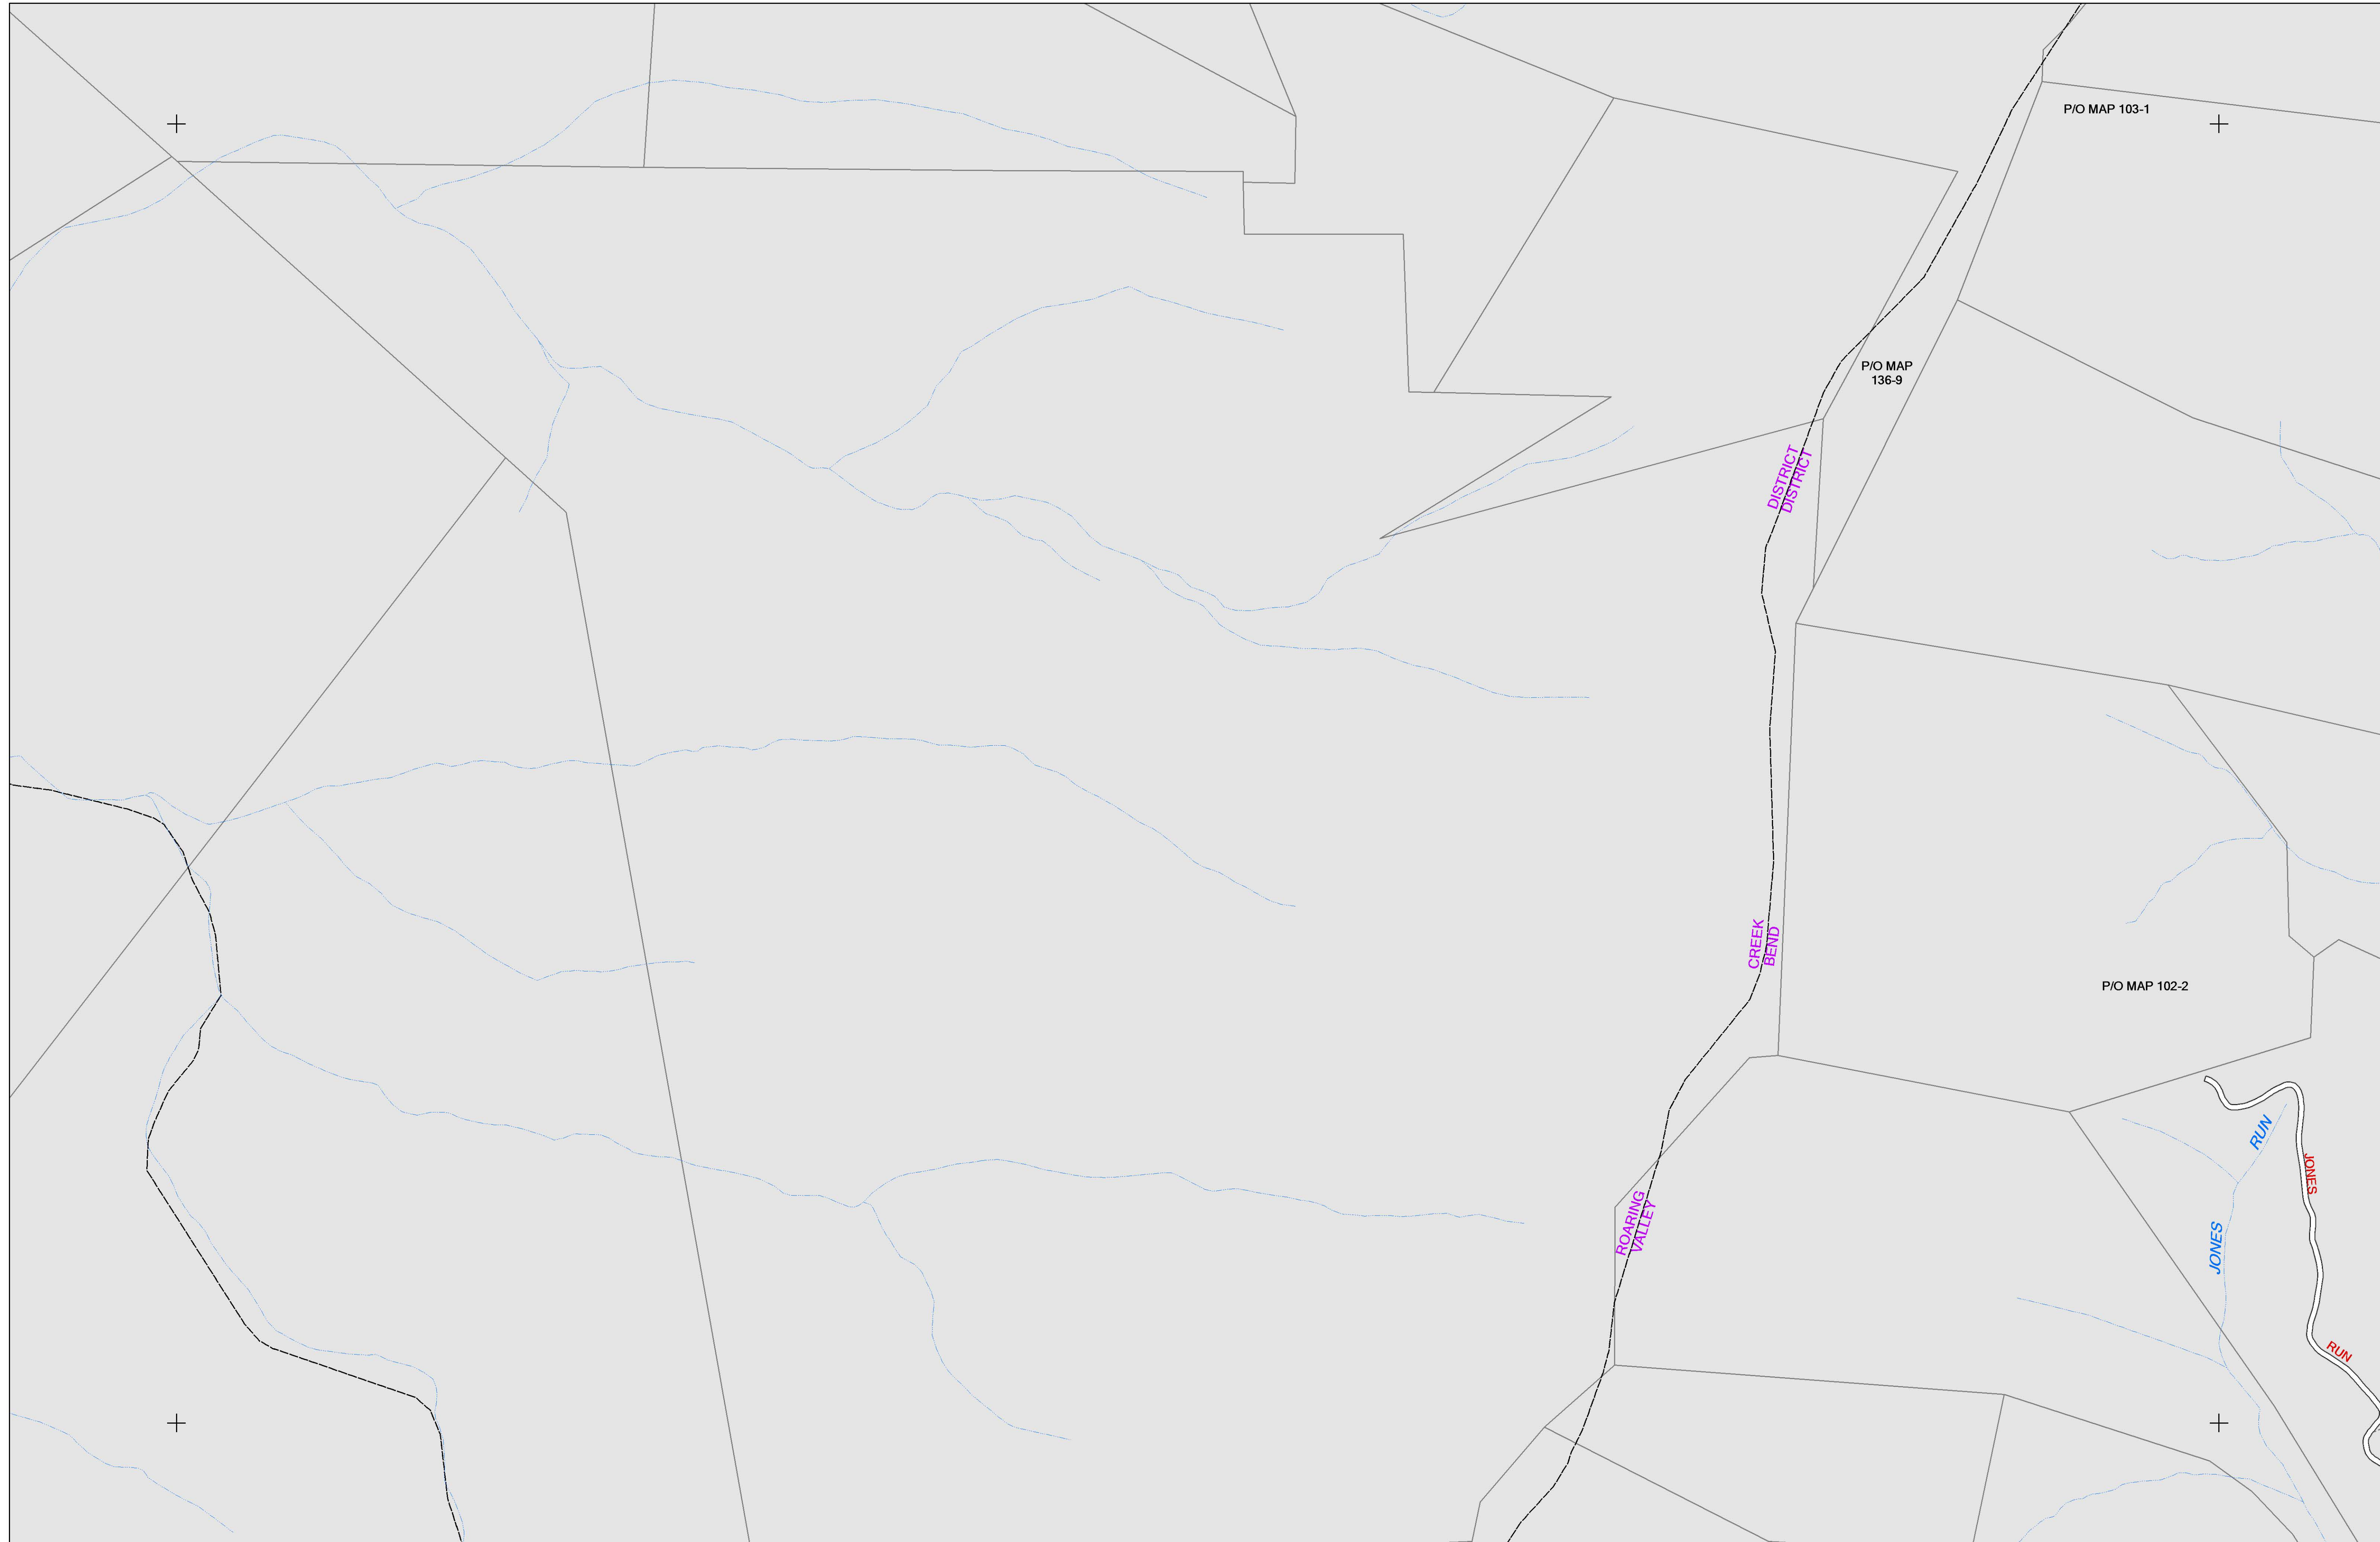 P/O MAP 103-1
P/O MAP
136-9
DISTRICT
DISTRICT
CREEK
BEND
P/O MAP 102-2
RUN
JONES
JONES
ROARING
VALLEY
RUN